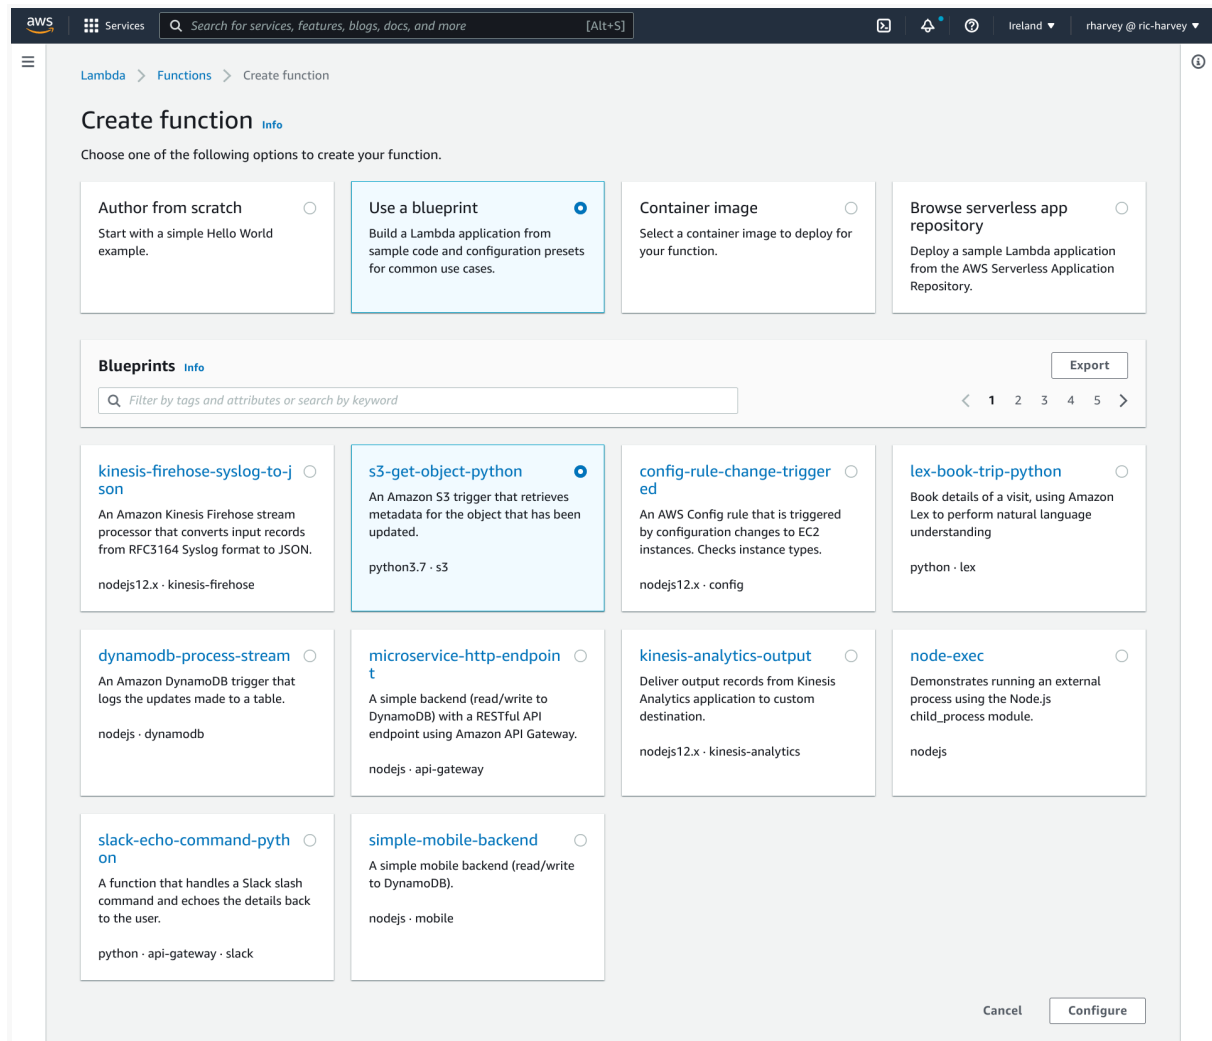 aws
Services
Search for services, features, blogs, docs, and more
[Alt+S]
Ireland ▼
rharvey @ ric-harvey ▼
Lambda > Functions > Create function
Create function Info
Choose one of the following options to create your function.
Author from scratch
Start with a simple Hello World
example.
Use a blueprint
Build a Lambda application from
sample code and configuration presets
for common use cases.
Container image
Select a container image to deploy for
your function.
Browse serverless app
repository
Deploy a sample Lambda application
from the AWS Serverless Application
Repository.
Blueprints Info
Export
Filter by tags and attributes or search by keyword
< 1 2 3 4 5 >
kinesis-firehose-syslog-to-j
son
An Amazon Kinesis Firehose stream
processor that converts input records
from RFC3164 Syslog format to JSON.
nodejs12.x · kinesis-firehose
s3-get-object-python
An Amazon S3 trigger that retrieves
metadata for the object that has been
updated.
python3.7 · s3
config-rule-change-trigger
ed
An AWS Config rule that is triggered
by configuration changes to EC2
instances. Checks instance types.
nodejs12.x · config
lex-book-trip-python
Book details of a visit, using Amazon
Lex to perform natural language
understanding
python · lex
dynamodb-process-stream
An Amazon DynamoDB trigger that
logs the updates made to a table.
nodejs · dynamodb
microservice-http-endpoin
t
A simple backend (read/write to
DynamoDB) with a RESTful API
endpoint using Amazon API Gateway.
nodejs · api-gateway
kinesis-analytics-output
Deliver output records from Kinesis
Analytics application to custom
destination.
nodejs12.x · kinesis-analytics
node-exec
Demonstrates running an external
process using the Node.js
child_process module.
nodejs
slack-echo-command-pyth
on
A function that handles a Slack slash
command and echoes the details back
to the user.
python · api-gateway · slack
simple-mobile-backend
A simple mobile backend (read/write
to DynamoDB).
nodejs · mobile
Cancel
Configure